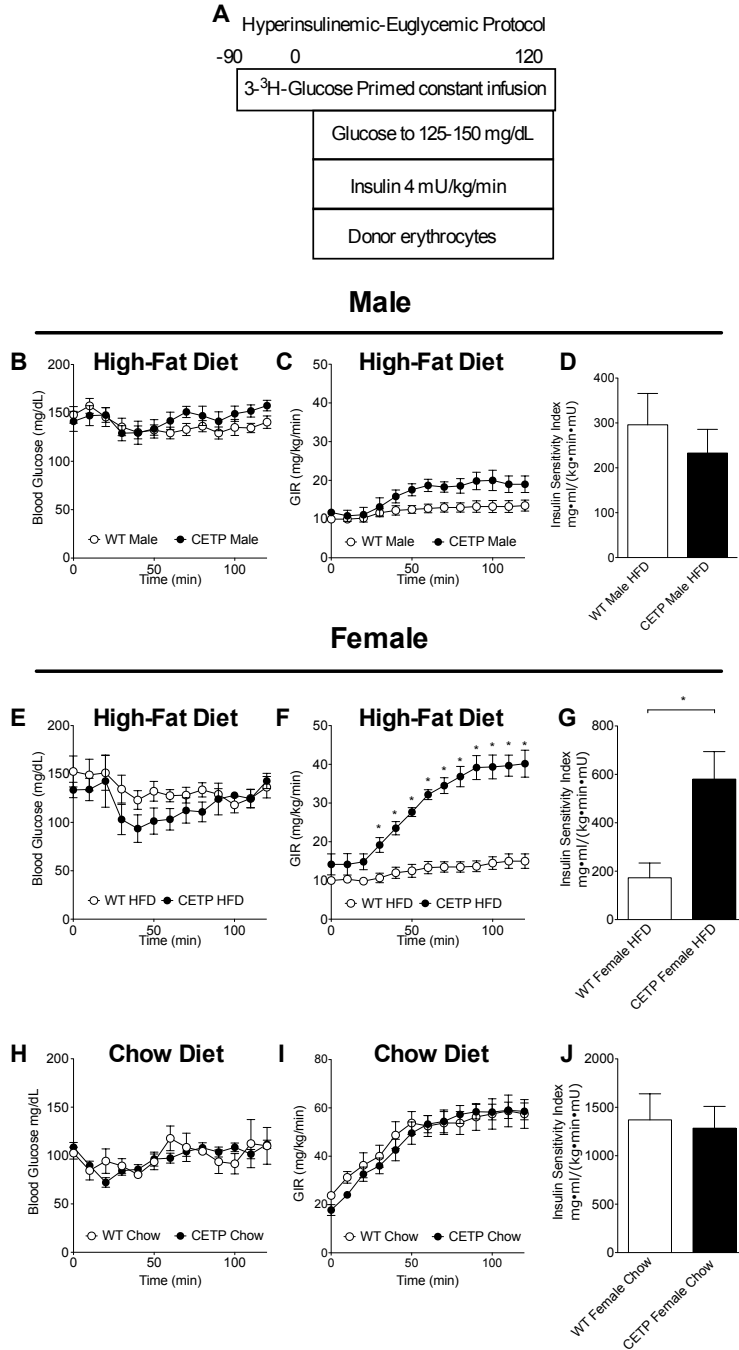 A
Hyperinsulinemic-Euglycemic Protocol
-90 0 120
3-³H-Glucose Primed constant infusion
Glucose to 125-150 mg/dL
Insulin 4 mU/kg/min
Donor erythrocytes
Male
B High-Fat Diet
Blood Glucose (mg/dL)
200
150
100
50
0
WT Male CETP Male
0 50 100
Time (min)
C High-Fat Diet
GIR (mg/kg/min)
50
40
30
20
10
0
WT Male CETP Male
0 50 100
Time (min)
D
Insulin Sensitivity Index
mg•ml/(kg•min•mU)
400
300
200
100
0
WT Male HFD
CETP Male HFD
Female
E High-Fat Diet
Blood Glucose (mg/dL)
200
150
100
50
0
WT HFD CETP HFD
0 50 100
Time (min)
F High-Fat Diet
GIR (mg/kg/min)
50
40
30
20
10
0
* * * * * * * * * *
WT HFD CETP HFD
0 50 100
Time (min)
G
*
Insulin Sensitivity Index
mg•ml/(kg•min•mU)
800
600
400
200
0
WT Female HFD
CETP Female HFD
H Chow Diet
Blood Glucose mg/dL
200
150
100
50
0
WT Chow CETP Chow
0 50 100
Time (min)
I Chow Diet
GIR (mg/kg/min)
80
60
40
20
0
WT Chow CETP Chow
0 50 100
Time (min)
J
Insulin Sensitivity Index
mg•ml/(kg•min•mU)
2000
1500
1000
500
0
WT Female Chow
CETP Female Chow